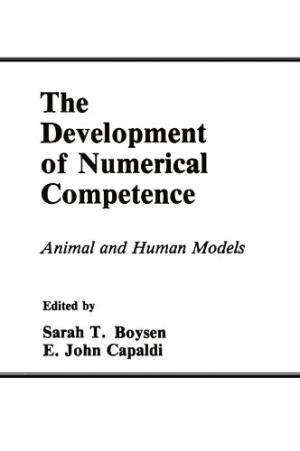 The
Development
of Numerical
Competence
Animal and Human Models
Edited by
Sarah T. Boysen
E. John Capaldi